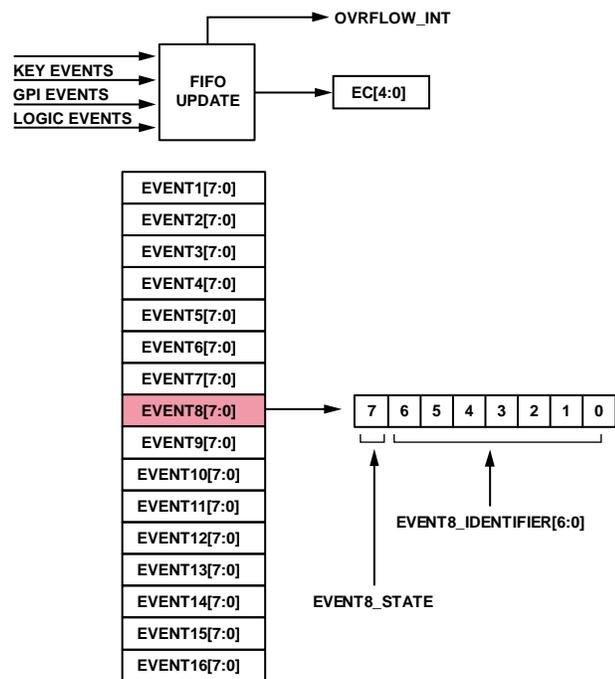 OVRFLOW_INT
KEY EVENTS
GPI EVENTS
LOGIC EVENTS
FIFO
UPDATE
EC[4:0]
EVENT1[7:0]
EVENT2[7:0]
EVENT3[7:0]
EVENT4[7:0]
EVENT5[7:0]
EVENT6[7:0]
EVENT7[7:0]
EVENT8[7:0]
7 6 5 4 3 2 1 0
EVENT9[7:0]
EVENT10[7:0]
EVENT11[7:0]
EVENT12[7:0]
EVENT13[7:0]
EVENT14[7:0]
EVENT15[7:0]
EVENT16[7:0]
EVENT8_IDENTIFIER[6:0]
EVENT8_STATE